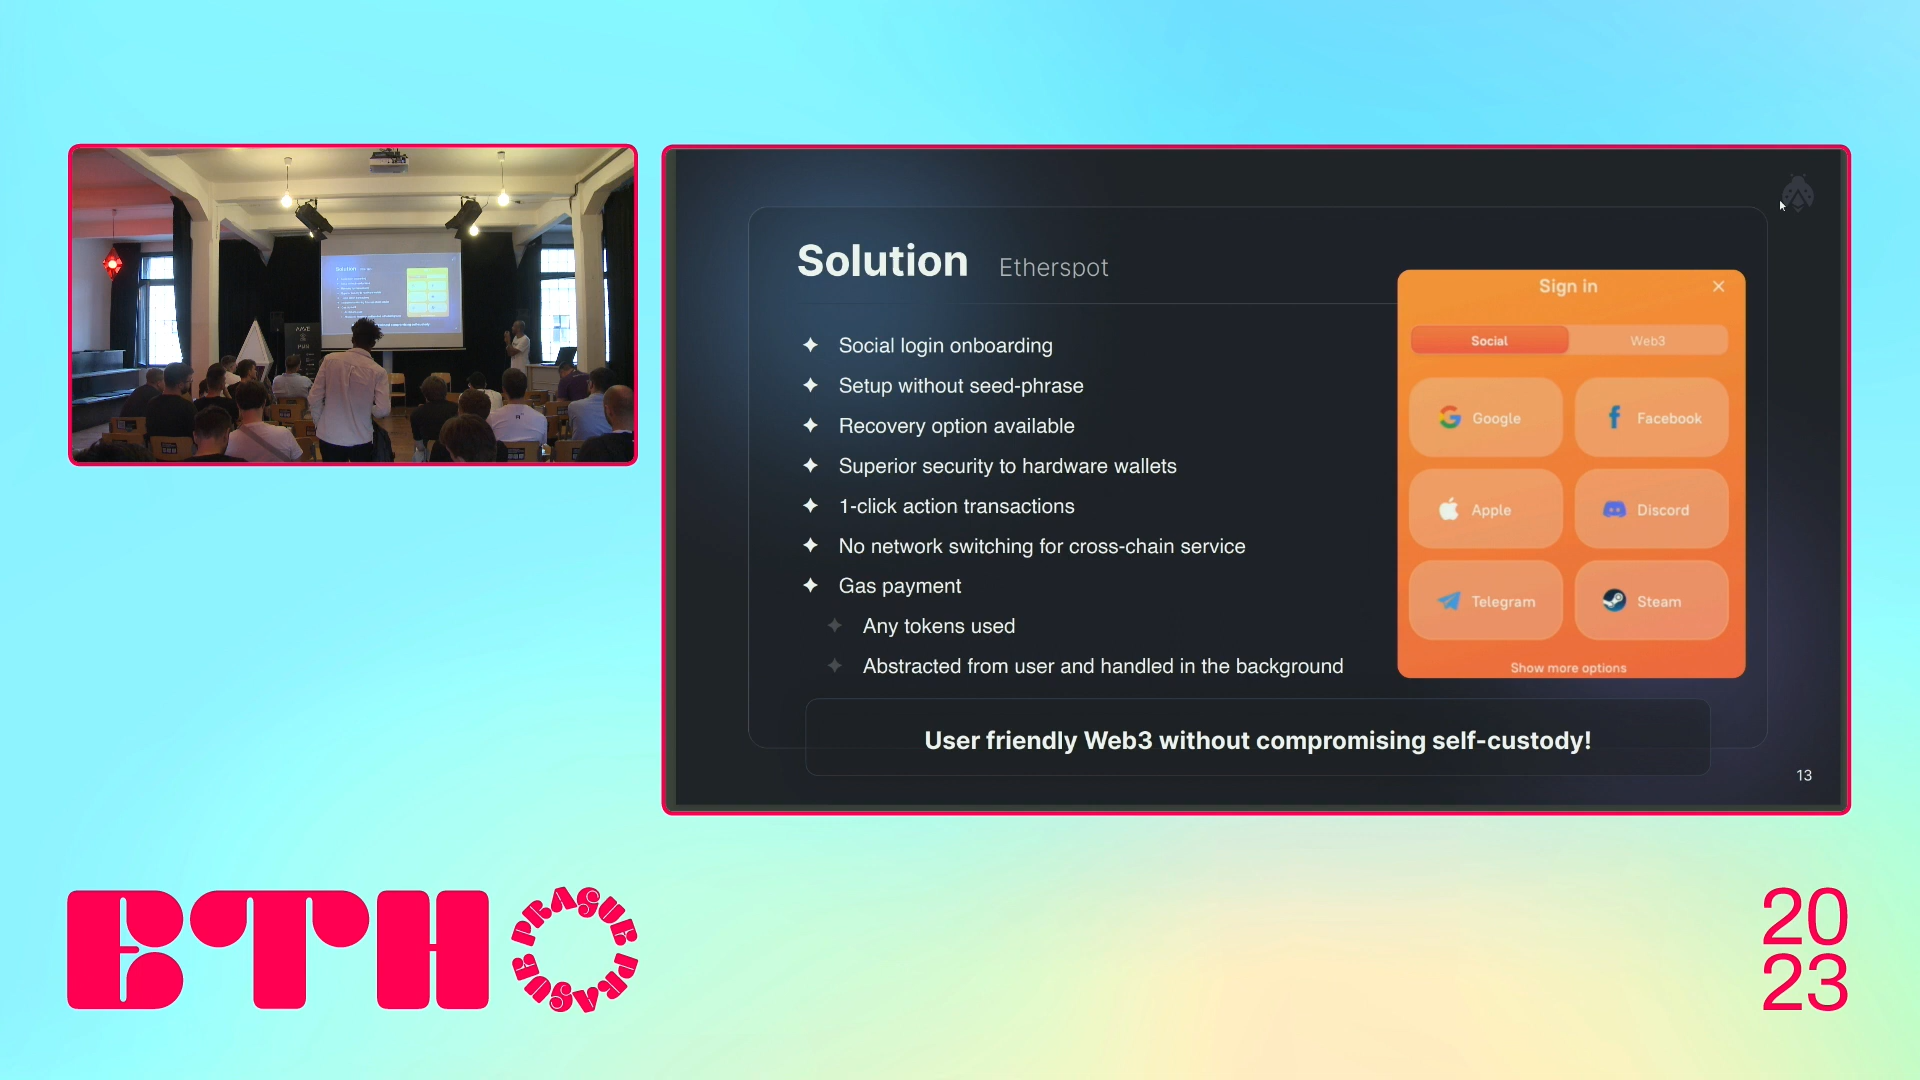 Solution Etherspot
Social login onboarding
Setup without seed-phrase
Recovery option available
Superior security to hardware wallets
1-click action transactions
No network switching for cross-chain service
Gas payment
Any tokens used
Abstracted from user and handled in the background
Sign in
Social Web3
Google Facebook
Apple Discord
Telegram Steam
Show more options
User friendly Web3 without compromising self-custody!
13
ETH
PRAGUE PRAGUE
20
23